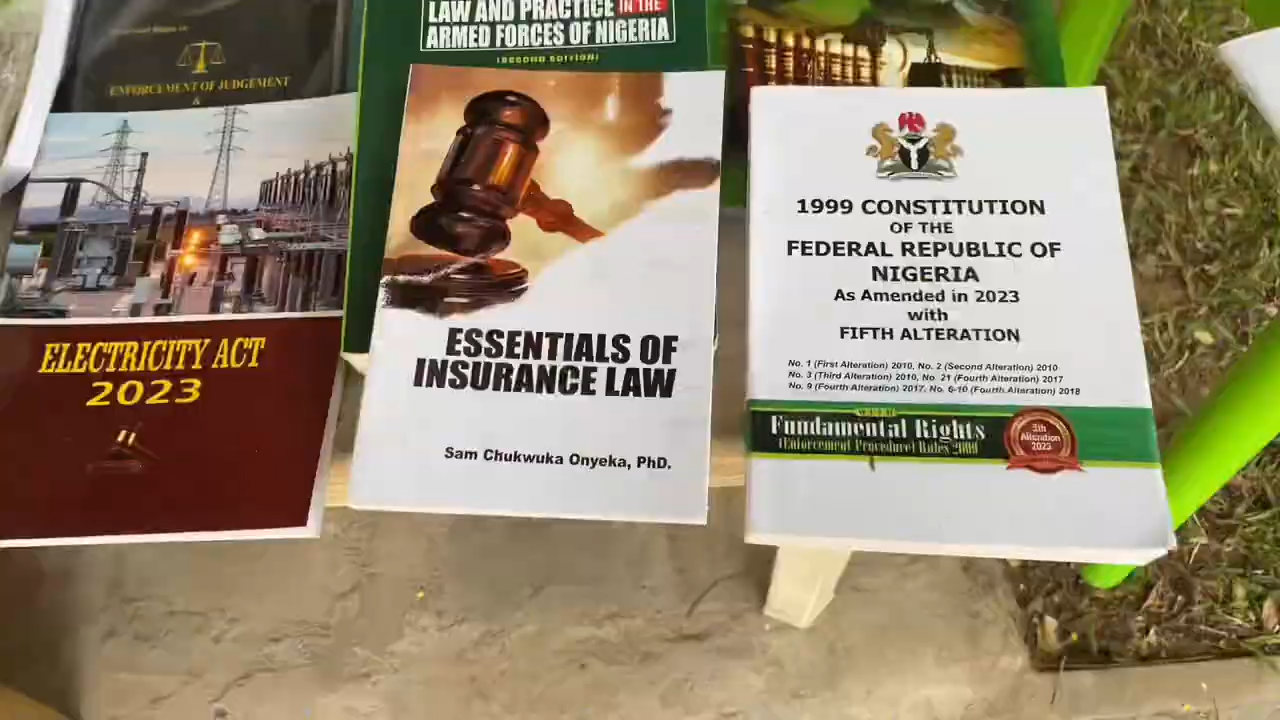 ENFORCEMENT OF JUDGEMENT
&
ELECTRICITY ACT
2023
LAW AND PRACTICE IN THE
ARMED FORCES OF NIGERIA
(SECOND EDITION)
ESSENTIALS OF
INSURANCE LAW
Sam Chukwuka Onyeka, PhD.
1999 CONSTITUTION
OF THE
FEDERAL REPUBLIC OF
NIGERIA
As Amended in 2023
with
FIFTH ALTERATION
No. 1 (First Alteration) 2010, No. 2 (Second Alteration) 2010
No. 3 (Third Alteration) 2010, No. 21 (Fourth Alteration) 2017
No. 9 (Fourth Alteration) 2017, No. 6-10 (Fourth Alteration) 2018
Fundamental Rights
(Enforcement Procedure) Rules 2009
5th
Alteration
2023